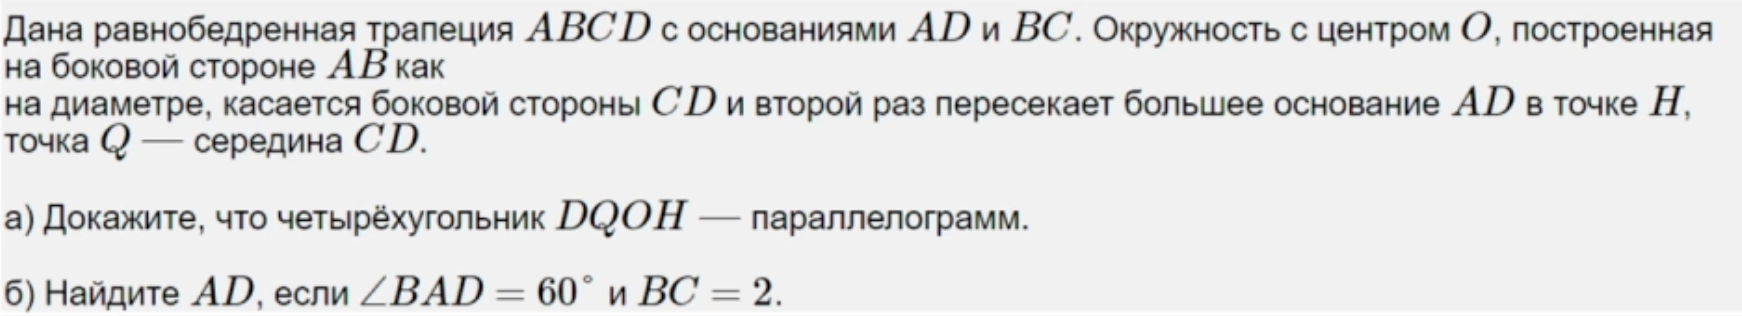 Дана равнобедренная трапеция ABCD с основаниями AD и BC. Окружность с центром O, построенная
на боковой стороне AB как
на диаметре, касается боковой стороны CD и второй раз пересекает большее основание AD в точке H,
точка Q — середина CD.
а) Докажите, что четырёхугольник DQOH — параллелограмм.
б) Найдите AD, если ∠BAD = 60° и BC = 2.